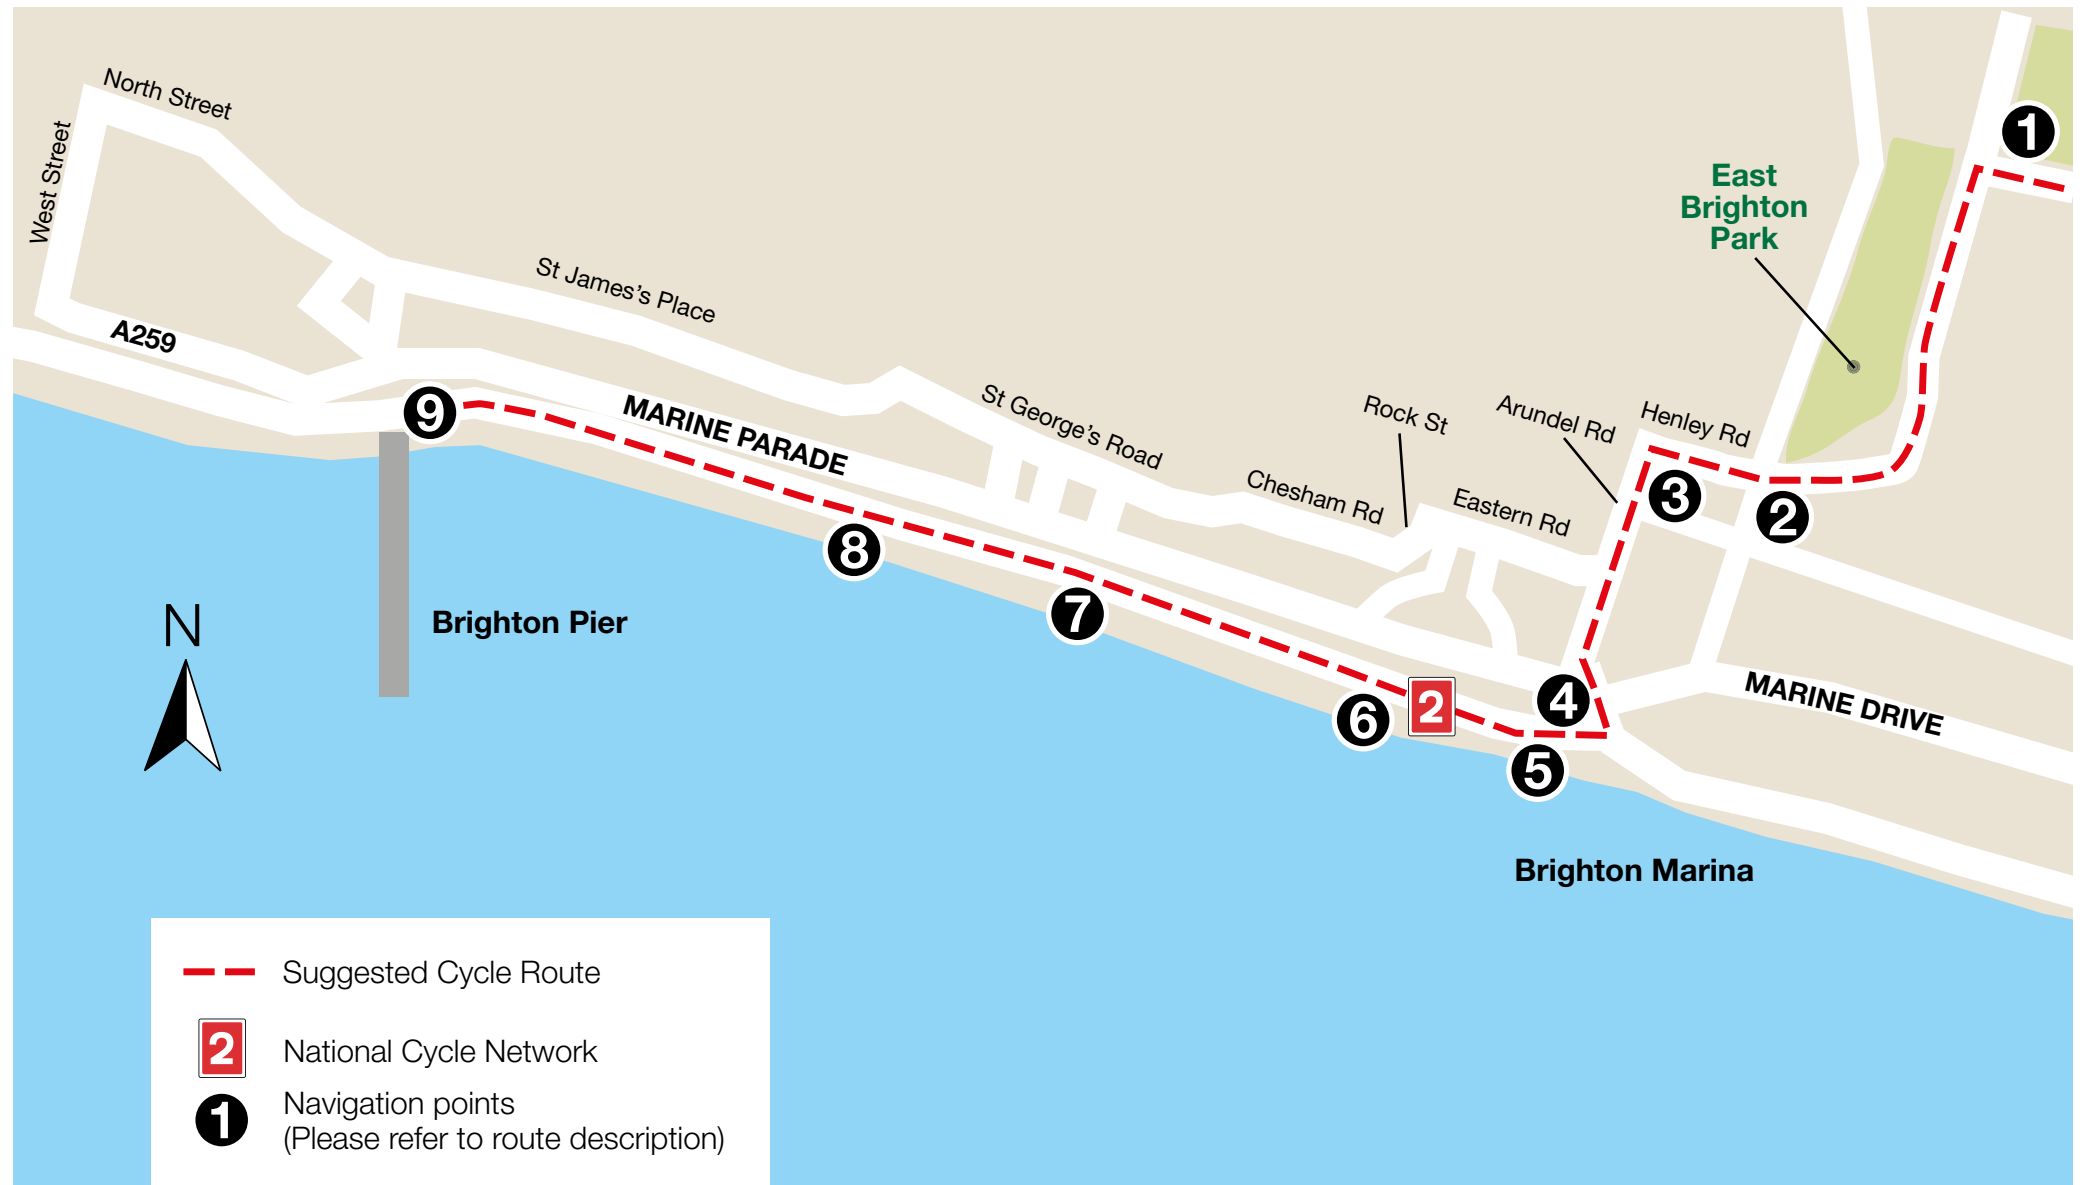 North Street
West Street
A259
St James's Place
MARINE PARADE
St George's Road
Chesham Rd
Rock St
Eastern Rd
Arundel Rd
Henley Rd
East
Brighton
Park
MARINE DRIVE
1
2
3
4
5
6
2
7
8
9
Brighton Pier
Brighton Marina
N
Suggested Cycle Route
2
National Cycle Network
1
Navigation points
(Please refer to route description)